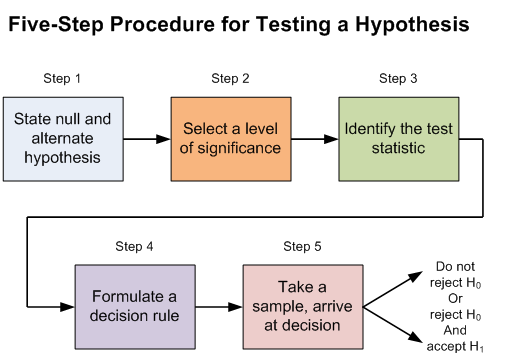 Five-Step Procedure for Testing a Hypothesis
Step 1
Step 2
Step 3
State null and
alternate
hypothesis
Select a level
of significance
Identify the test
statistic
Step 4
Step 5
Formulate a
decision rule
Take a
sample, arrive
at decision
Do not
reject H₀
Or
reject H₀
And
accept H₁